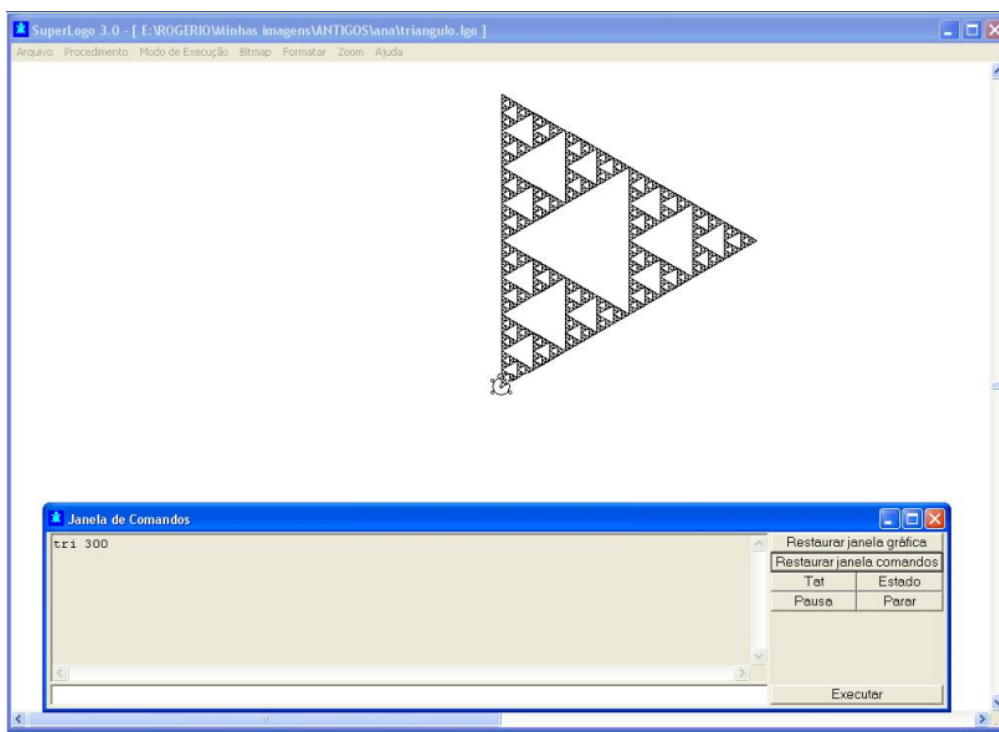 SuperLogo 3.0 - [ E:\ROGERIO\Minhas imagens\ANTIGOS\ana\triangulo.lgo ]
Arquivo Procedimento Modo de Execução Bitmap Formatar Zoom Ajuda
Janela de Comandos
tri 300
Restaurar janela gráfica
Restaurar janela comandos
Tat Estado
Pausa Parar
Executar